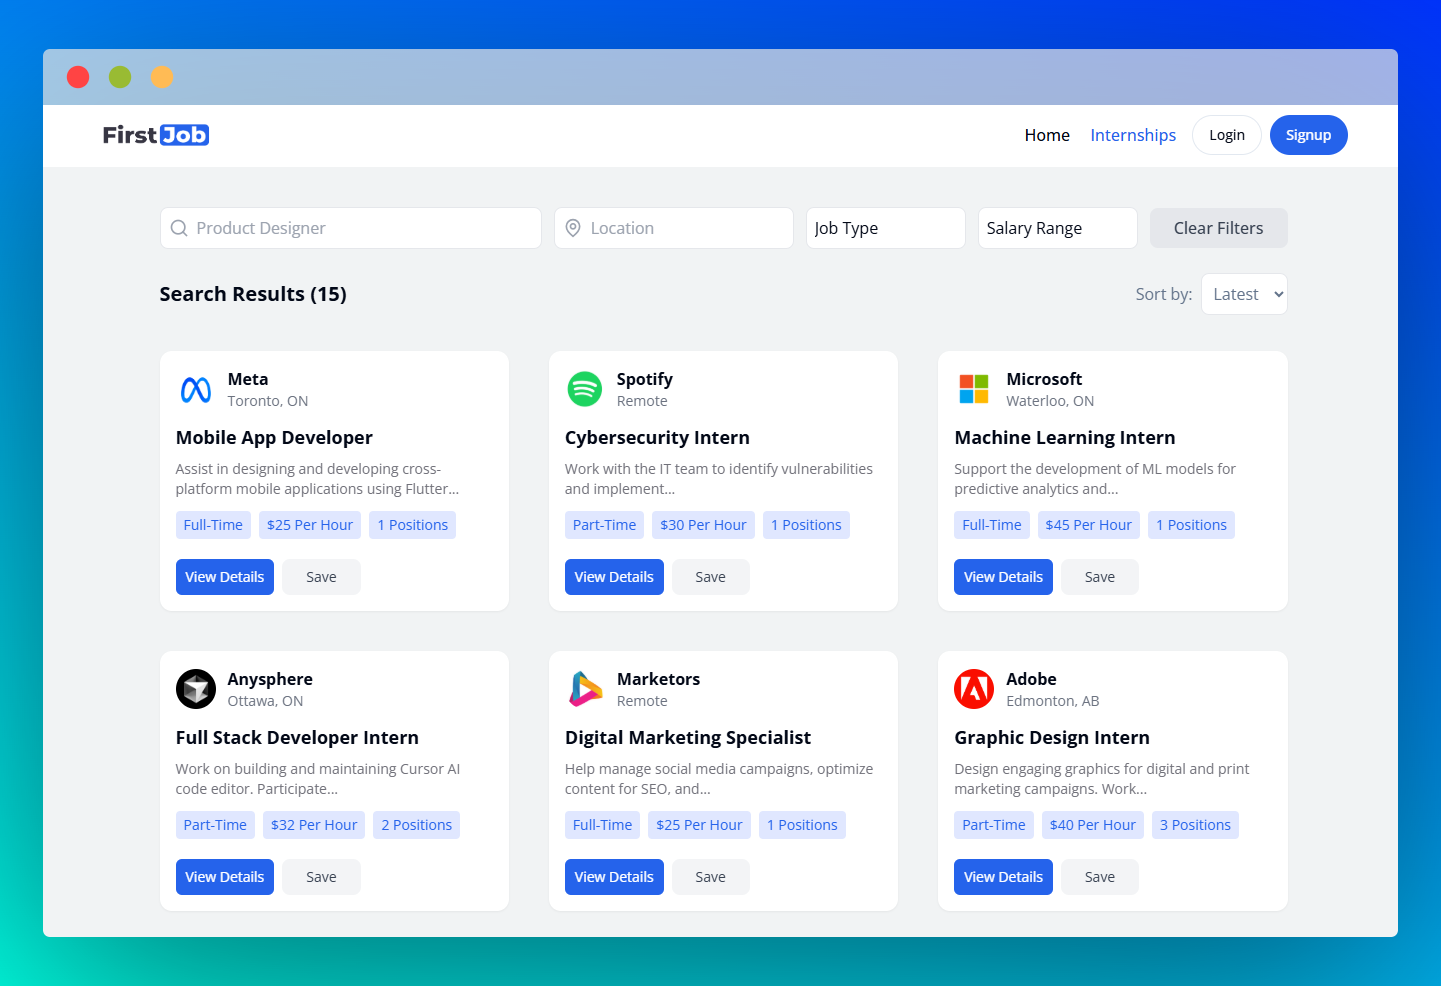 FirstJob
Home Internships Login Signup
Product Designer Location Job Type Salary Range Clear Filters
Search Results (15)
Sort by: Latest
Meta
Toronto, ON
Mobile App Developer
Assist in designing and developing cross-
platform mobile applications using Flutter...
Full-Time $25 Per Hour 1 Positions
View Details Save
Spotify
Remote
Cybersecurity Intern
Work with the IT team to identify vulnerabilities
and implement...
Part-Time $30 Per Hour 1 Positions
View Details Save
Microsoft
Waterloo, ON
Machine Learning Intern
Support the development of ML models for
predictive analytics and...
Full-Time $45 Per Hour 1 Positions
View Details Save
Anysphere
Ottawa, ON
Full Stack Developer Intern
Work on building and maintaining Cursor AI
code editor. Participate...
Part-Time $32 Per Hour 2 Positions
View Details Save
Marketors
Remote
Digital Marketing Specialist
Help manage social media campaigns, optimize
content for SEO, and...
Full-Time $25 Per Hour 1 Positions
View Details Save
Adobe
Edmonton, AB
Graphic Design Intern
Design engaging graphics for digital and print
marketing campaigns. Work...
Part-Time $40 Per Hour 3 Positions
View Details Save